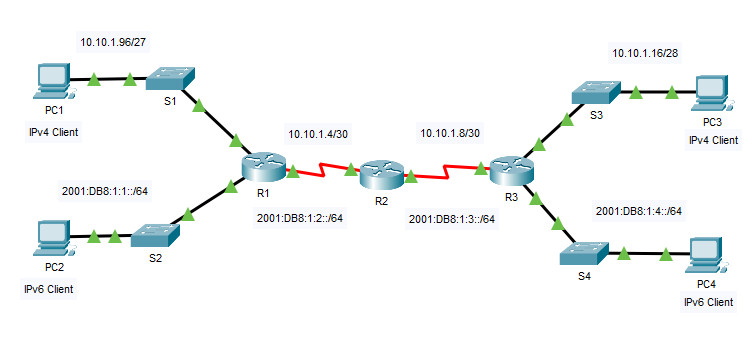 10.10.1.96/27
10.10.1.16/28
PC1
S1
IPv4 Client
S3
PC3
IPv4 Client
10.10.1.4/30
10.10.1.8/30
R1
R2
R3
2001:DB8:1:1::/64
2001:DB8:1:2::/64
2001:DB8:1:3::/64
2001:DB8:1:4::/64
PC2
S2
IPv6 Client
S4
PC4
IPv6 Client